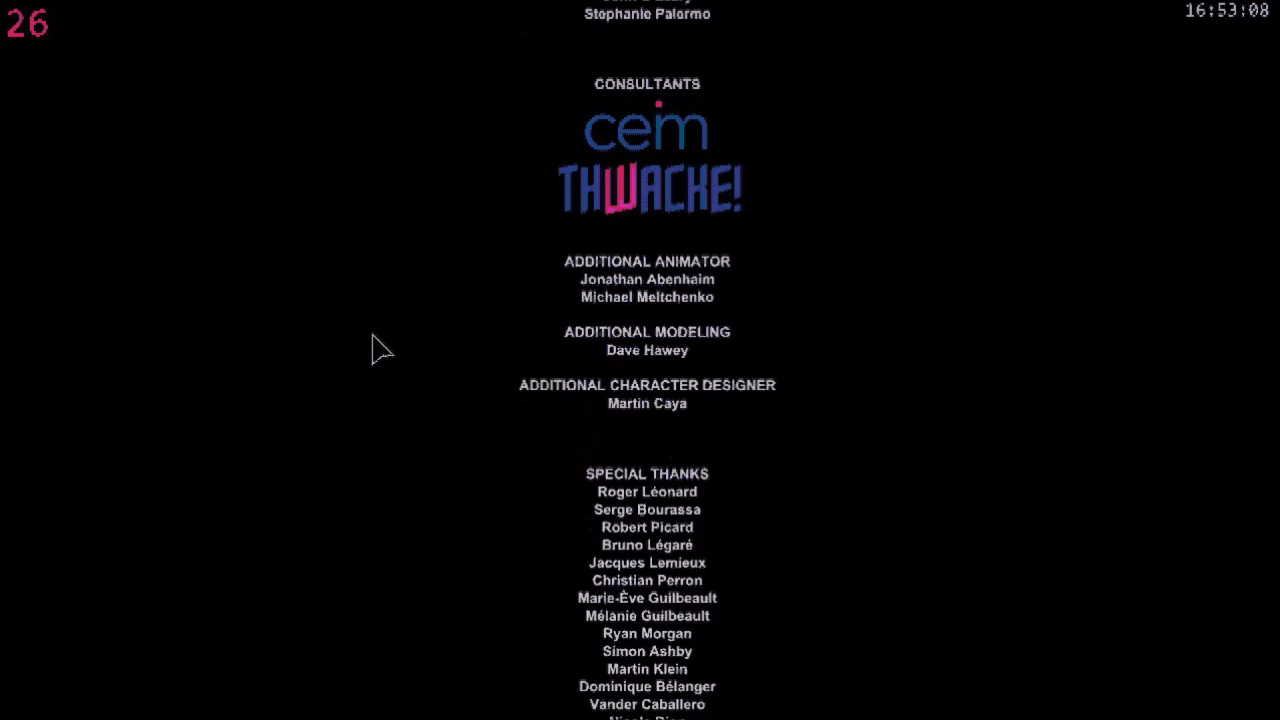 26
16:53:08
Stephanie Palermo
CONSULTANTS
ceim
THWACKE!
ADDITIONAL ANIMATOR
Jonathan Abenhaim
Michael Meltchenko
ADDITIONAL MODELING
Dave Hawey
ADDITIONAL CHARACTER DESIGNER
Martin Caya
SPECIAL THANKS
Roger Léonard
Serge Bourassa
Robert Picard
Bruno Légaré
Jacques Lemieux
Christian Perron
Marie-Ève Guilbeault
Mélanie Guilbeault
Ryan Morgan
Simon Ashby
Martin Klein
Dominique Bélanger
Vander Caballero